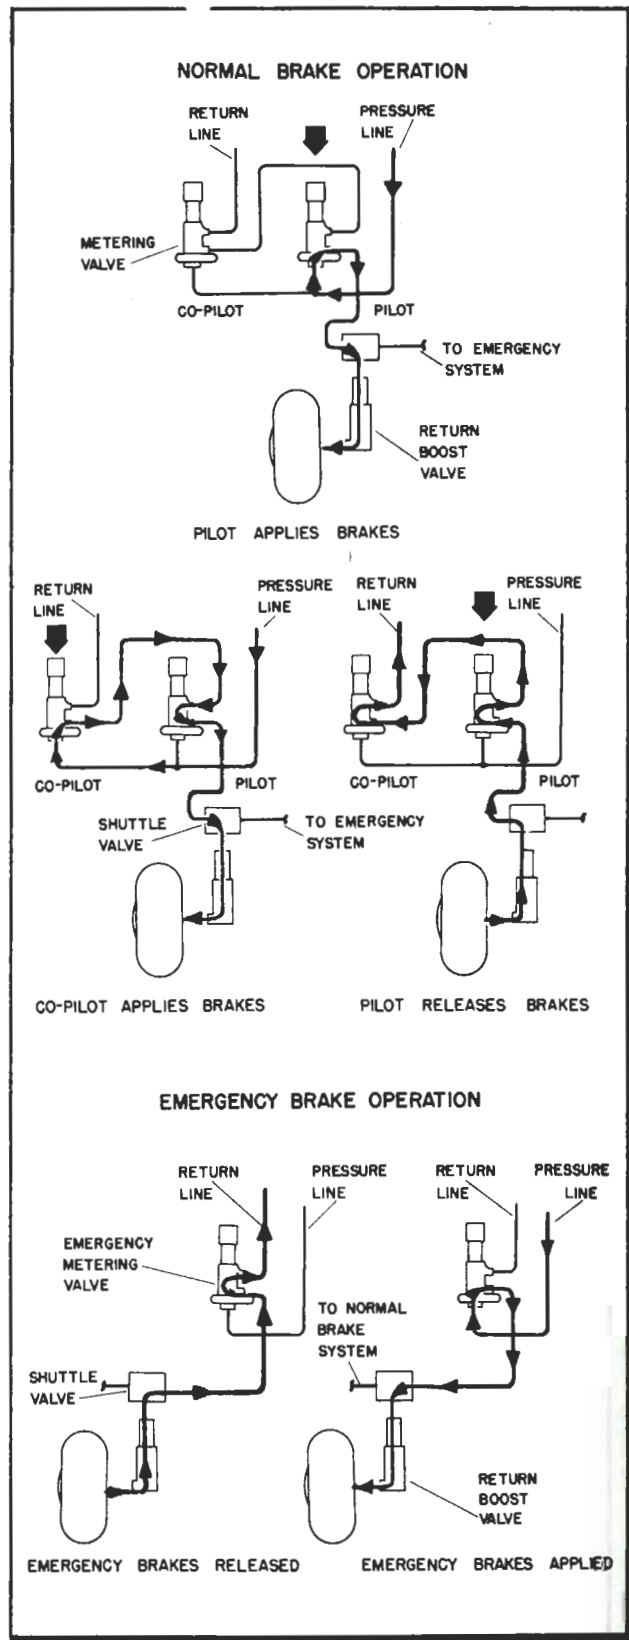 NORMAL BRAKE OPERATION
RETURN
LINE
PRESSURE
LINE
METERING
VALVE
CO-PILOT
PILOT
TO EMERGENCY
SYSTEM
RETURN
BOOST
VALVE
PILOT APPLIES BRAKES
RETURN
LINE
PRESSURE
LINE
CO-PILOT
PILOT
SHUTTLE
VALVE
TO EMERGENCY
SYSTEM
CO-PILOT APPLIES BRAKES
RETURN
LINE
PRESSURE
LINE
CO-PILOT
PILOT
PILOT RELEASES BRAKES
EMERGENCY BRAKE OPERATION
RETURN
LINE
PRESSURE
LINE
EMERGENCY
METERING
VALVE
SHUTTLE
VALVE
EMERGENCY BRAKES RELEASED
RETURN
LINE
PRESSURE
LINE
TO NORMAL
BRAKE
SYSTEM
RETURN
BOOST
VALVE
EMERGENCY BRAKES APPLIED